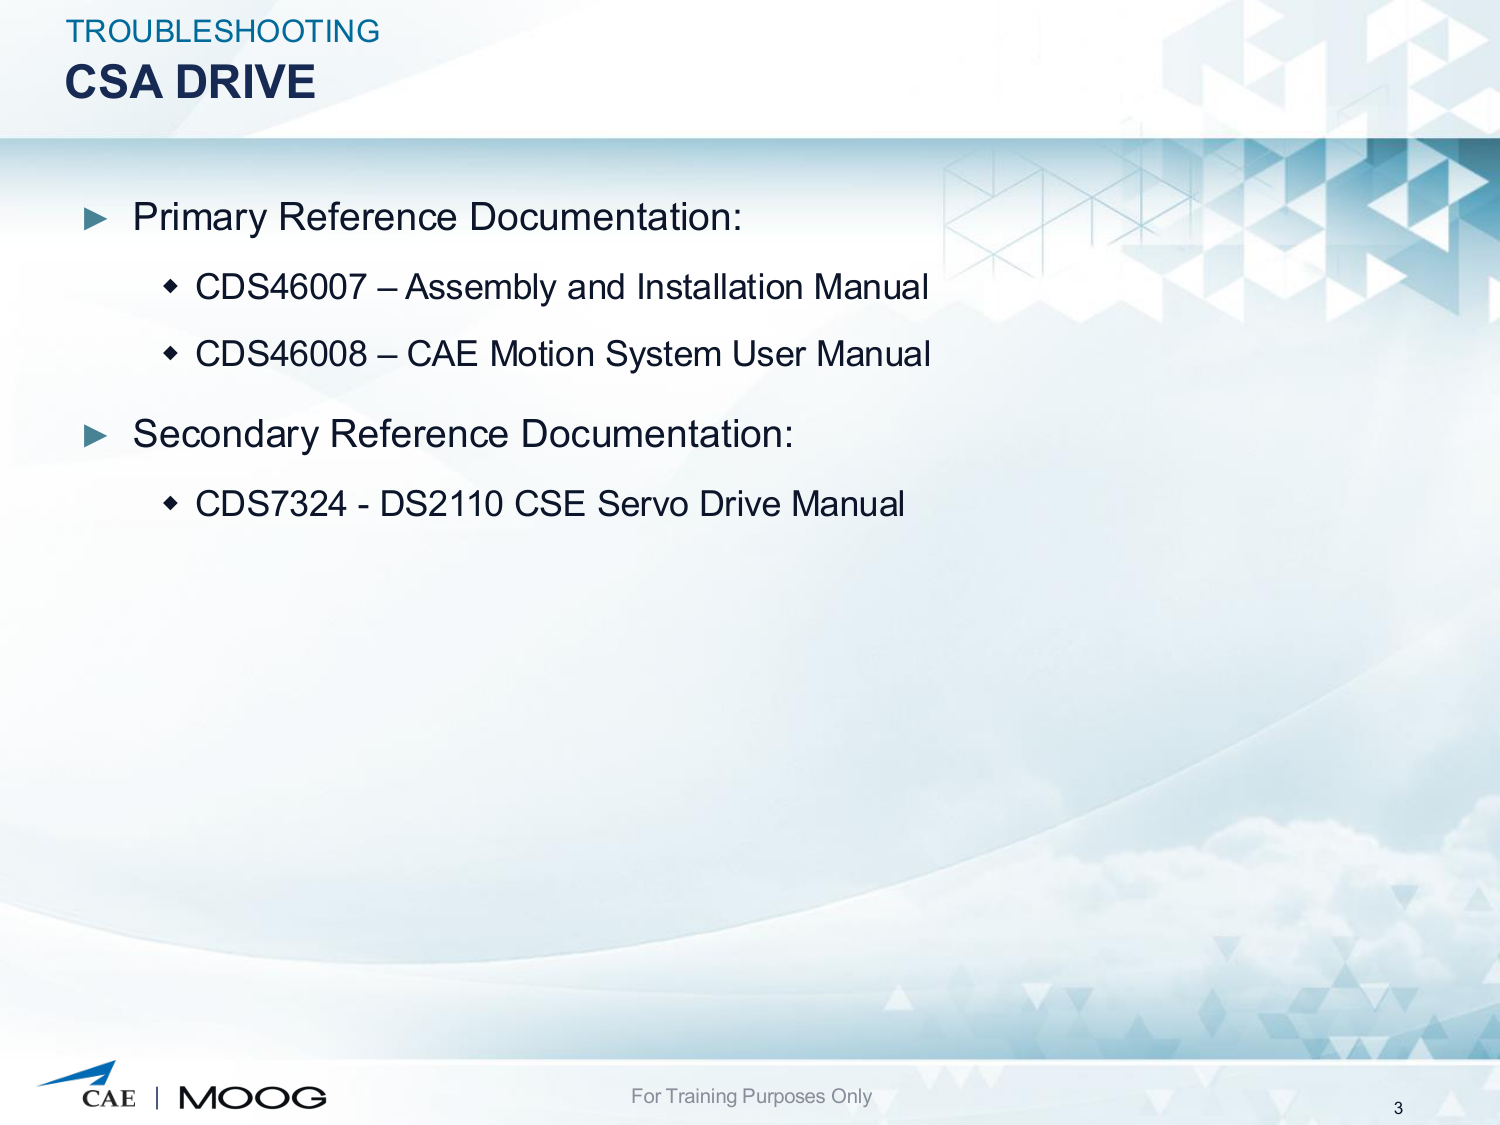 TROUBLESHOOTING
CSA DRIVE
► Primary Reference Documentation:
◆ CDS46007 – Assembly and Installation Manual
◆ CDS46008 – CAE Motion System User Manual
► Secondary Reference Documentation:
◆ CDS7324 - DS2110 CSE Servo Drive Manual
CAE | MOOG
For Training Purposes Only
3